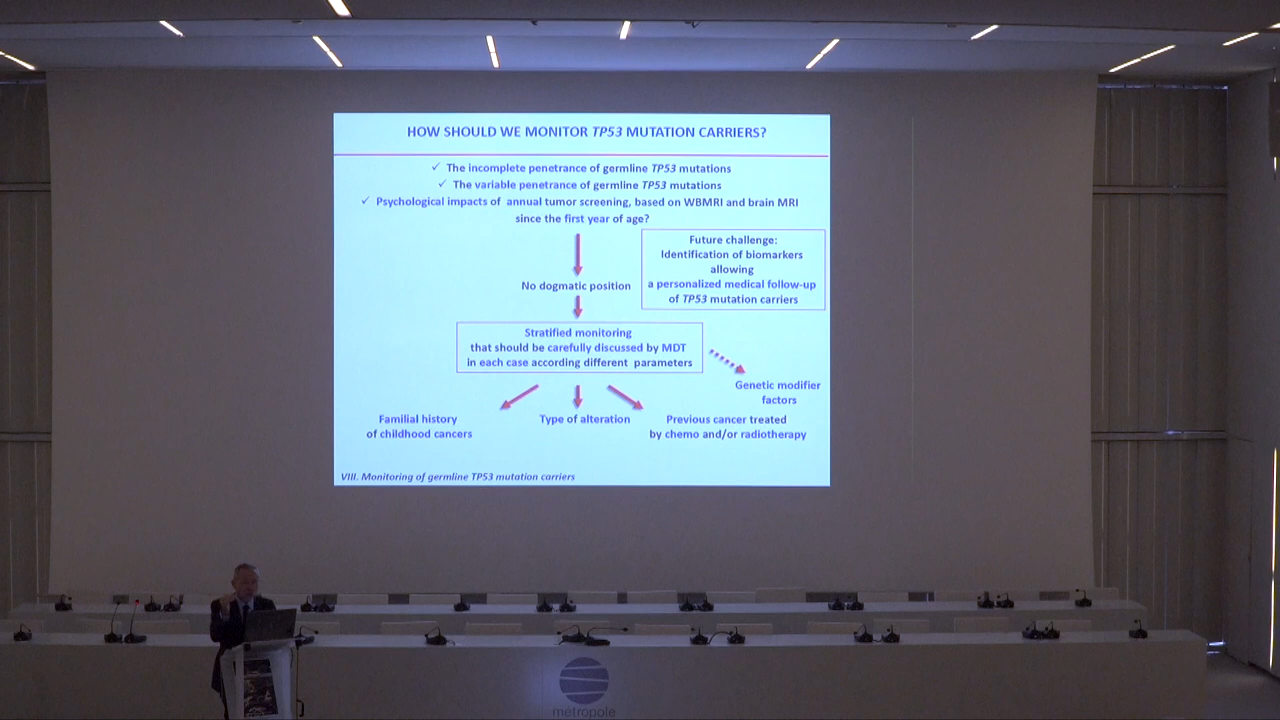 HOW SHOULD WE MONITOR TP53 MUTATION CARRIERS?
✓ The incomplete penetrance of germline TP53 mutations
✓ The variable penetrance of germline TP53 mutations
✓ Psychological impacts of annual tumor screening, based on WBMRI and brain MRI
since the first year of age?
Future challenge:
Identification of biomarkers
allowing
a personalized medical follow-up
of TP53 mutation carriers
No dogmatic position
Stratified monitoring
that should be carefully discussed by MDT
in each case according different parameters
Genetic modifier
factors
Familial history
of childhood cancers
Type of alteration
Previous cancer treated
by chemo and/or radiotherapy
VIII. Monitoring of germline TP53 mutation carriers
métropole